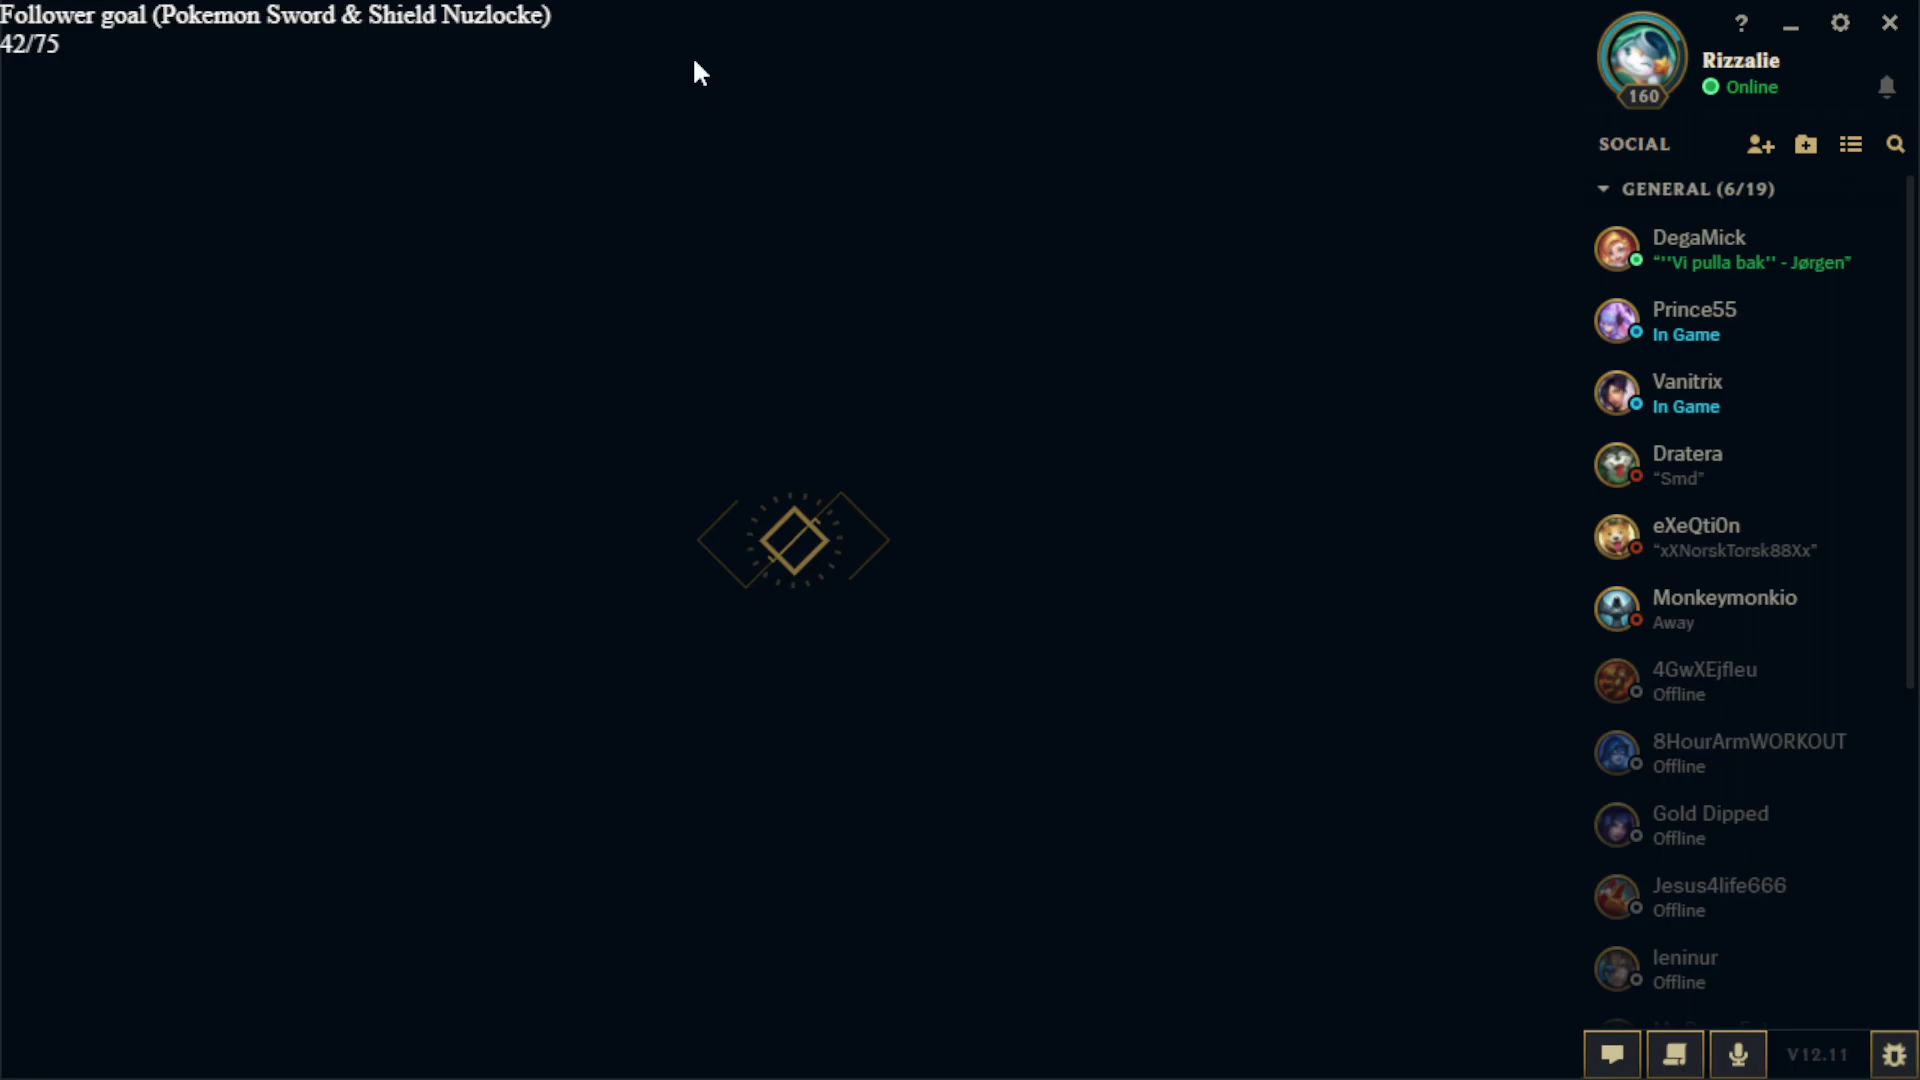 Follower goal (Pokemon Sword & Shield Nuzlocke)
42/75
?
Rizzalie
Online
160
SOCIAL
GENERAL (6/19)
DegaMick
“''Vi pulla bak'' - Jørgen”
Prince55
In Game
Vanitrix
In Game
Dratera
“Smd”
eXeQti0n
“xXNorskTorsk88Xx”
Monkeymonkio
Away
4GwXEjfleu
Offline
8HourArmWORKOUT
Offline
Gold Dipped
Offline
Jesus4life666
Offline
leninur
Offline
V12.11